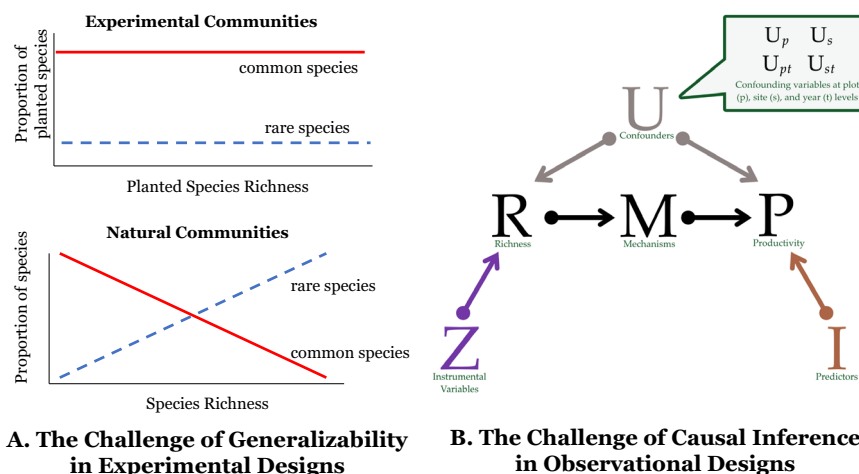 Experimental Communities
Proportion of
planted species
common species
rare species
Planted Species Richness
Natural Communities
Proportion of species
rare species
common species
Species Richness
A. The Challenge of Generalizability
in Experimental Designs
Up Us
Upt Ust
Confounding variables at plot
(p), site (s), and year (t) levels
U
Confounders
R M P
Richness Mechanisms Productivity
Z I
Instrumental
Variables
Predictors
B. The Challenge of Causal Inference
in Observational Designs